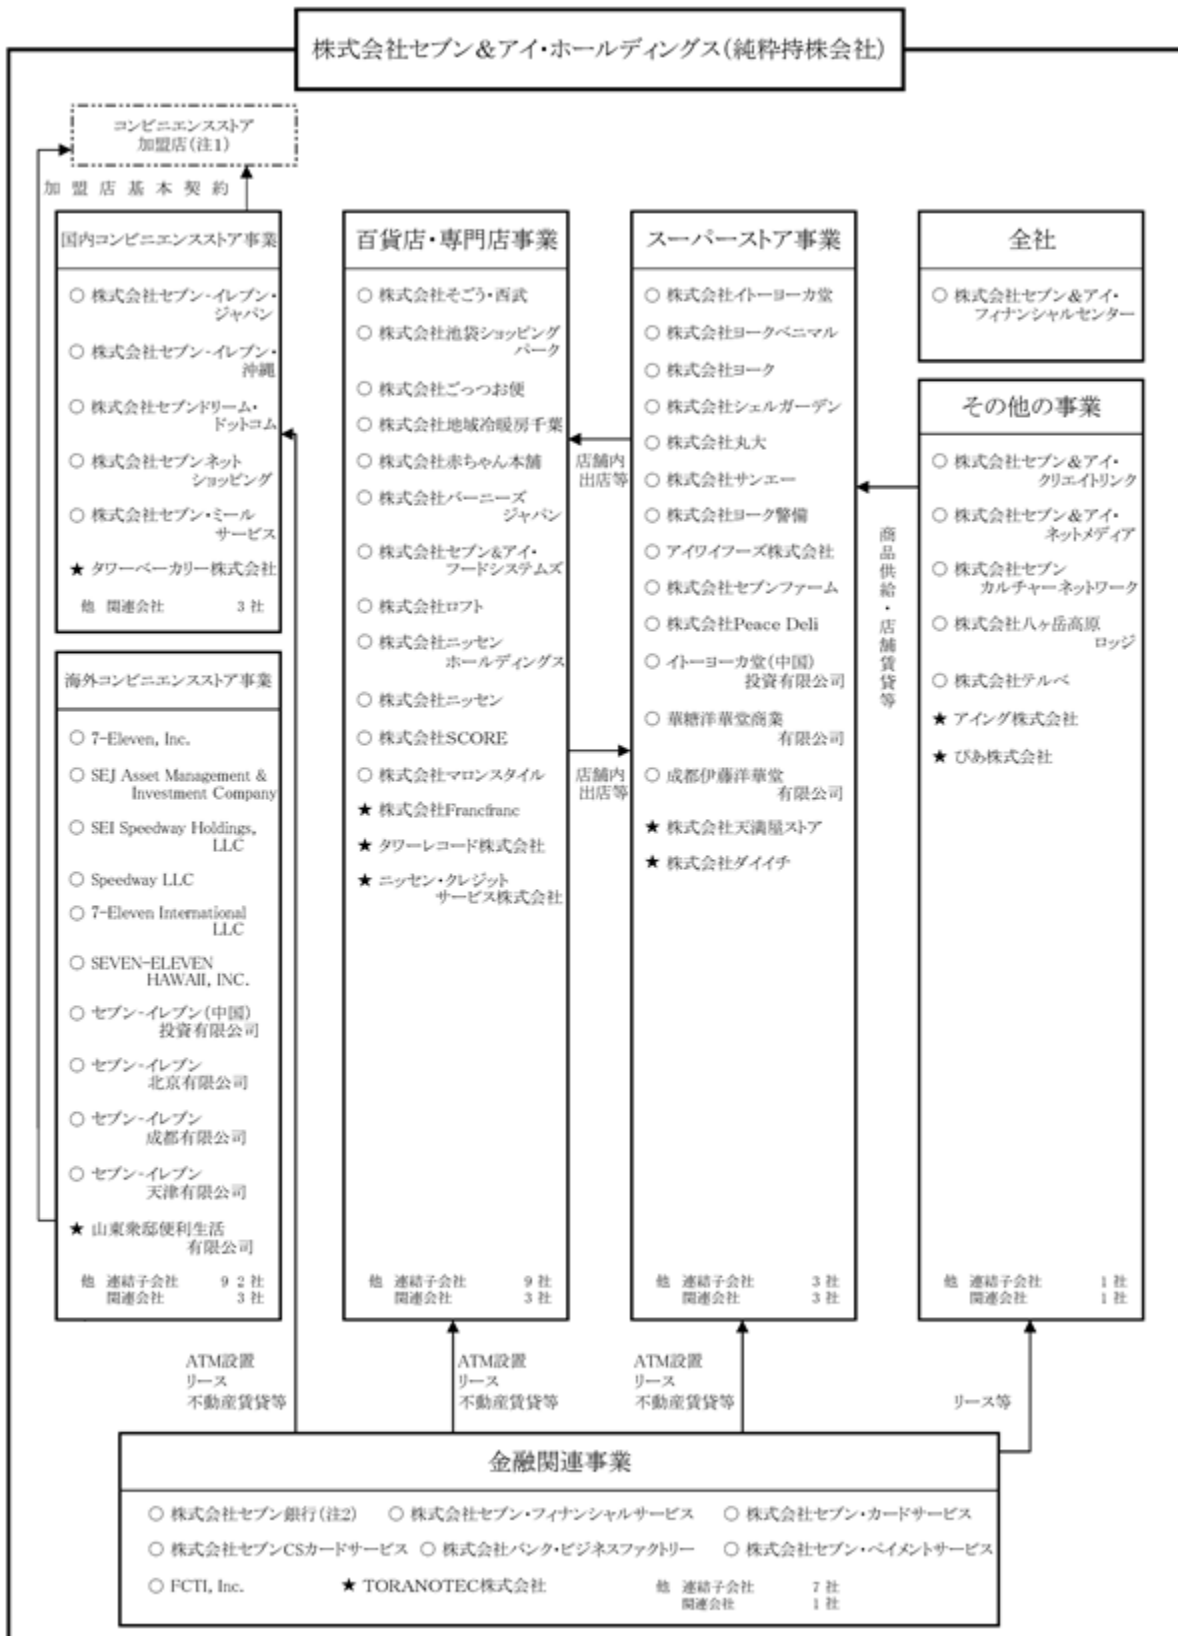 株式会社セブン＆アイ・ホールディングス(純粋持株会社)
コンビニエンスストア
加盟店(注1)
加盟店基本契約
国内コンビニエンスストア事業
○ 株式会社セブン-イレブン・
ジャパン
○ 株式会社セブン-イレブン・
沖縄
○ 株式会社セブンドリーム・
ドットコム
○ 株式会社セブンネット
ショッピング
○ 株式会社セブン・ミール
サービス
★ タワーベーカリー株式会社
他 関連会社 3 社
海外コンビニエンスストア事業
○ 7-Eleven, Inc.
○ SEJ Asset Management &
Investment Company
○ SEI Speedway Holdings,
LLC
○ Speedway LLC
○ 7-Eleven International
LLC
○ SEVEN-ELEVEN
HAWAII, INC.
○ セブン-イレブン(中国)
投資有限公司
○ セブン-イレブン
北京有限公司
○ セブン-イレブン
成都有限公司
○ セブン-イレブン
天津有限公司
★ 山東衆邸便利生活
有限公司
他 連結子会社 9 2 社
関連会社 3 社
百貨店・専門店事業
○ 株式会社そごう・西武
○ 株式会社池袋ショッピング
パーク
○ 株式会社ごっつお便
○ 株式会社地域冷暖房千葉
○ 株式会社赤ちゃん本舗
○ 株式会社バーニーズ
ジャパン
○ 株式会社セブン&アイ・
フードシステムズ
○ 株式会社ロフト
○ 株式会社ニッセン
ホールディングス
○ 株式会社ニッセン
○ 株式会社SCORE
○ 株式会社マロンスタイル
★ 株式会社Francfranc
★ タワーレコード株式会社
★ ニッセン・クレジット
サービス株式会社
他 連結子会社 9 社
関連会社 3 社
店舗内
出店等
店舗内
出店等
スーパーストア事業
○ 株式会社イトーヨーカ堂
○ 株式会社ヨークベニマル
○ 株式会社ヨーク
○ 株式会社シェルガーデン
○ 株式会社丸大
○ 株式会社サンエー
○ 株式会社ヨーク警備
○ アイワイフーズ株式会社
○ 株式会社セブンファーム
○ 株式会社Peace Deli
○ イトーヨーカ堂(中国)
投資有限公司
○ 華糖洋華堂商業
有限公司
○ 成都伊藤洋華堂
有限公司
★ 株式会社天満屋ストア
★ 株式会社ダイイチ
他 連結子会社 3 社
関連会社 3 社
商品供給・店舗賃貸等
全社
○ 株式会社セブン＆アイ・
フィナンシャルセンター
その他の事業
○ 株式会社セブン＆アイ・
クリエイトリンク
○ 株式会社セブン＆アイ・
ネットメディア
○ 株式会社セブン
カルチャーネットワーク
○ 株式会社八ヶ岳高原
ロッジ
○ 株式会社テルベ
★ アイング株式会社
★ ぴあ株式会社
他 連結子会社 1 社
関連会社 1 社
ATM設置
リース
不動産賃貸等
ATM設置
リース
不動産賃貸等
ATM設置
リース
不動産賃貸等
リース等
金融関連事業
○ 株式会社セブン銀行(注2) ○ 株式会社セブン・フィナンシャルサービス ○ 株式会社セブン・カードサービス
○ 株式会社セブンCSカードサービス ○ 株式会社バンク・ビジネスファクトリー ○ 株式会社セブン・ペイメントサービス
○ FCTI, Inc. ★ TORANOTEC株式会社 他 連結子会社 7 社
関連会社 1 社